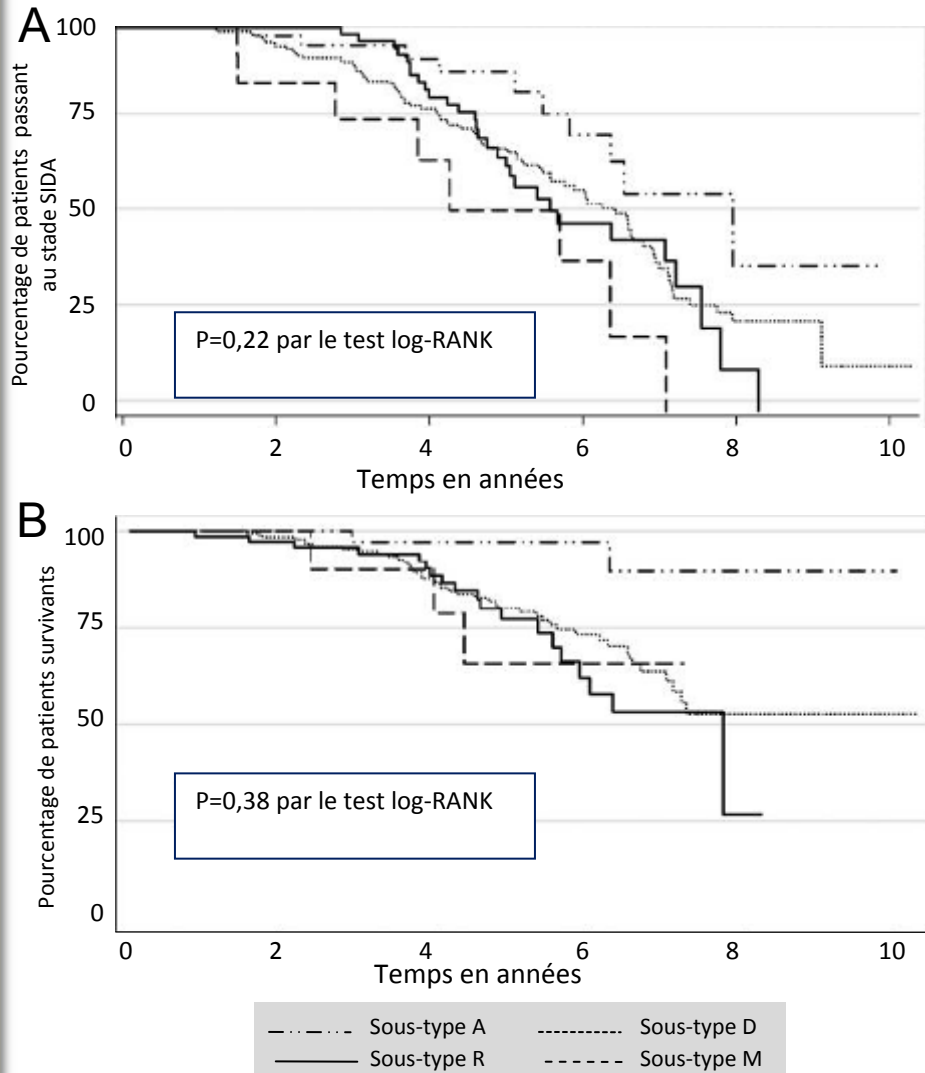 A
Pourcentage de patients passant
au stade SIDA
100
75
50
25
0
P=0,22 par le test log-RANK
0 2 4 6 8 10
Temps en années
B
Pourcentage de patients survivants
100
75
50
25
0
P=0,38 par le test log-RANK
0 2 4 6 8 10
Temps en années
Sous-type A Sous-type D
Sous-type R Sous-type M